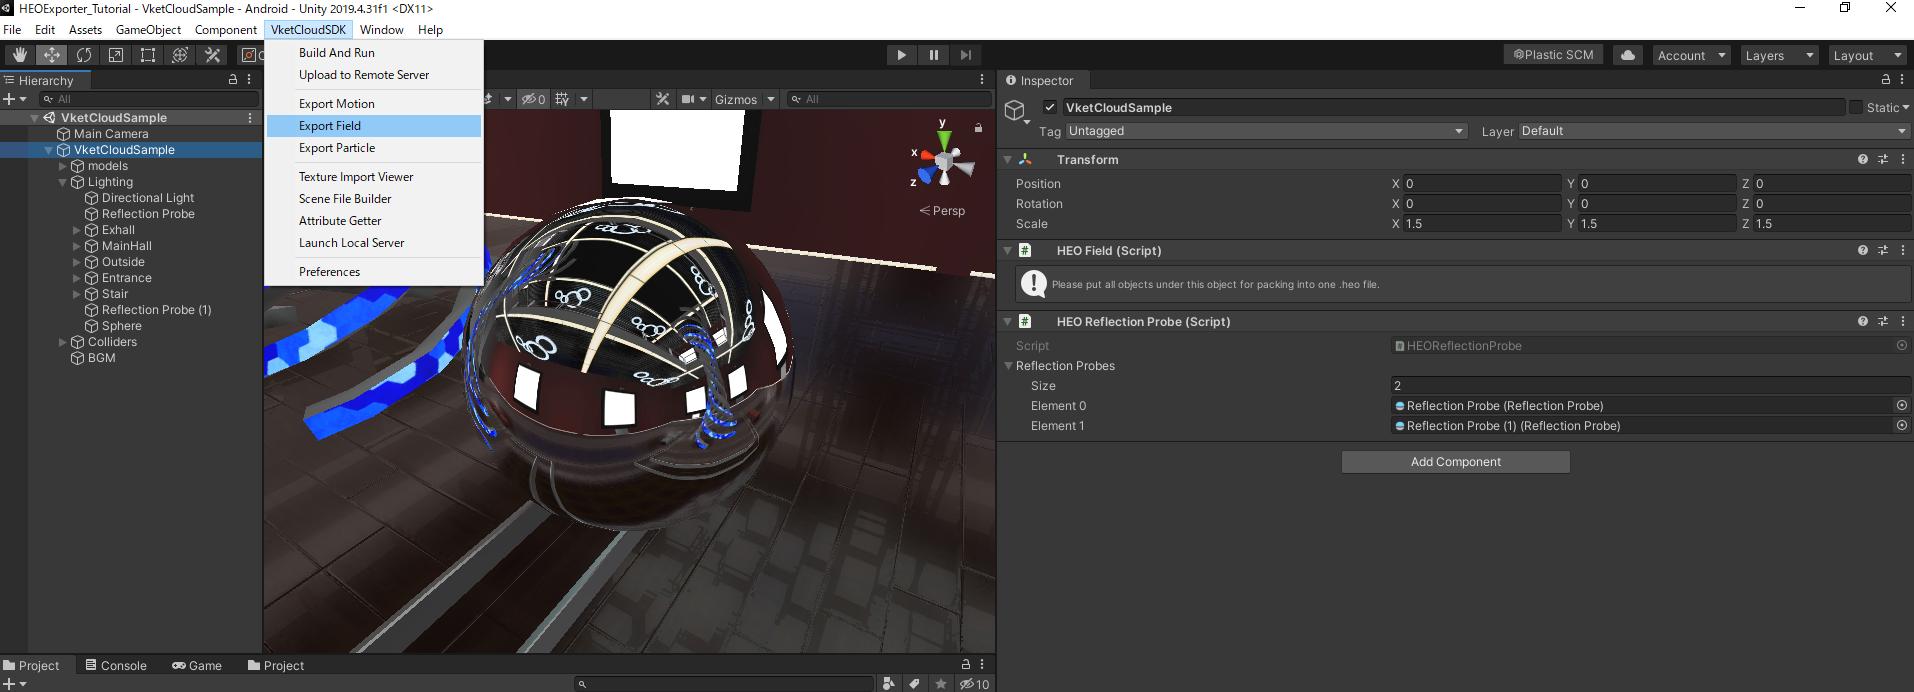 HEOExporter_Tutorial - VketCloudSample - Android - Unity 2019.4.31f1 <DX11>
File Edit Assets GameObject Component VketCloudSDK Window Help
Build And Run
Upload to Remote Server
Export Motion
Export Field
Export Particle
Texture Import Viewer
Scene File Builder
Attribute Getter
Launch Local Server
Preferences
Plastic SCM Account Layers Layout
Hierarchy
All
VketCloudSample
Main Camera
VketCloudSample
models
Lighting
Directional Light
Reflection Probe
Exhall
MainHall
Outside
Entrance
Stair
Reflection Probe (1)
Sphere
Colliders
BGM
0 Gizmos All
y
x
z
Persp
Inspector
VketCloudSample Static
Tag Untagged Layer Default
Transform
Position X 0 Y 0 Z 0
Rotation X 0 Y 0 Z 0
Scale X 1.5 Y 1.5 Z 1.5
# HEO Field (Script)
Please put all objects under this object for packing into one .heo file.
# HEO Reflection Probe (Script)
Script HEOReflectionProbe
Reflection Probes
Size 2
Element 0 Reflection Probe (Reflection Probe)
Element 1 Reflection Probe (1) (Reflection Probe)
Add Component
Project Console Game Project
10